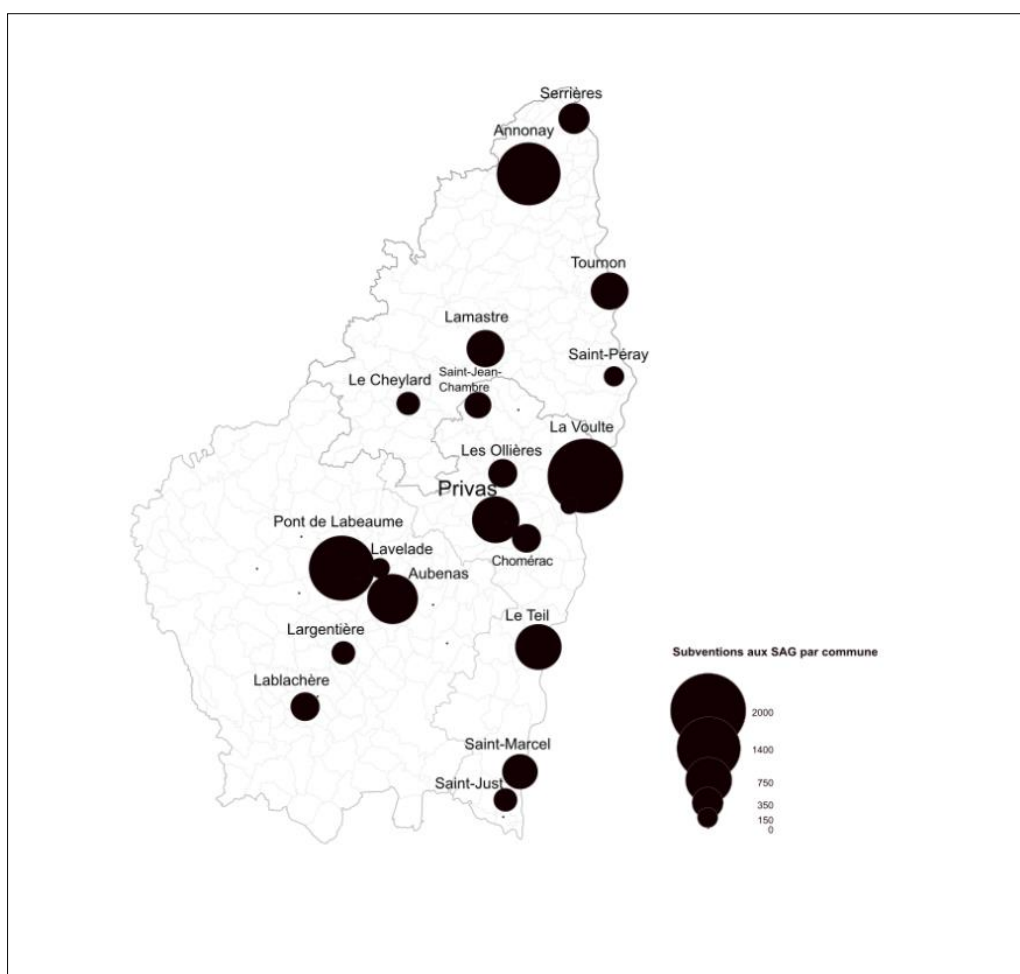 Serrières
Annonay
Tournon
Lamastre
Saint-Péray
Saint-Jean-
Chambre
Le Cheylard
La Voulte
Les Ollières
Privas
Pont de Labeaume
Lavelade
Chomérac
Aubenas
Le Teil
Largentière
Lablachère
Saint-Marcel
Saint-Just
Subventions aux SAG par commune
2000
1400
750
350
150
0